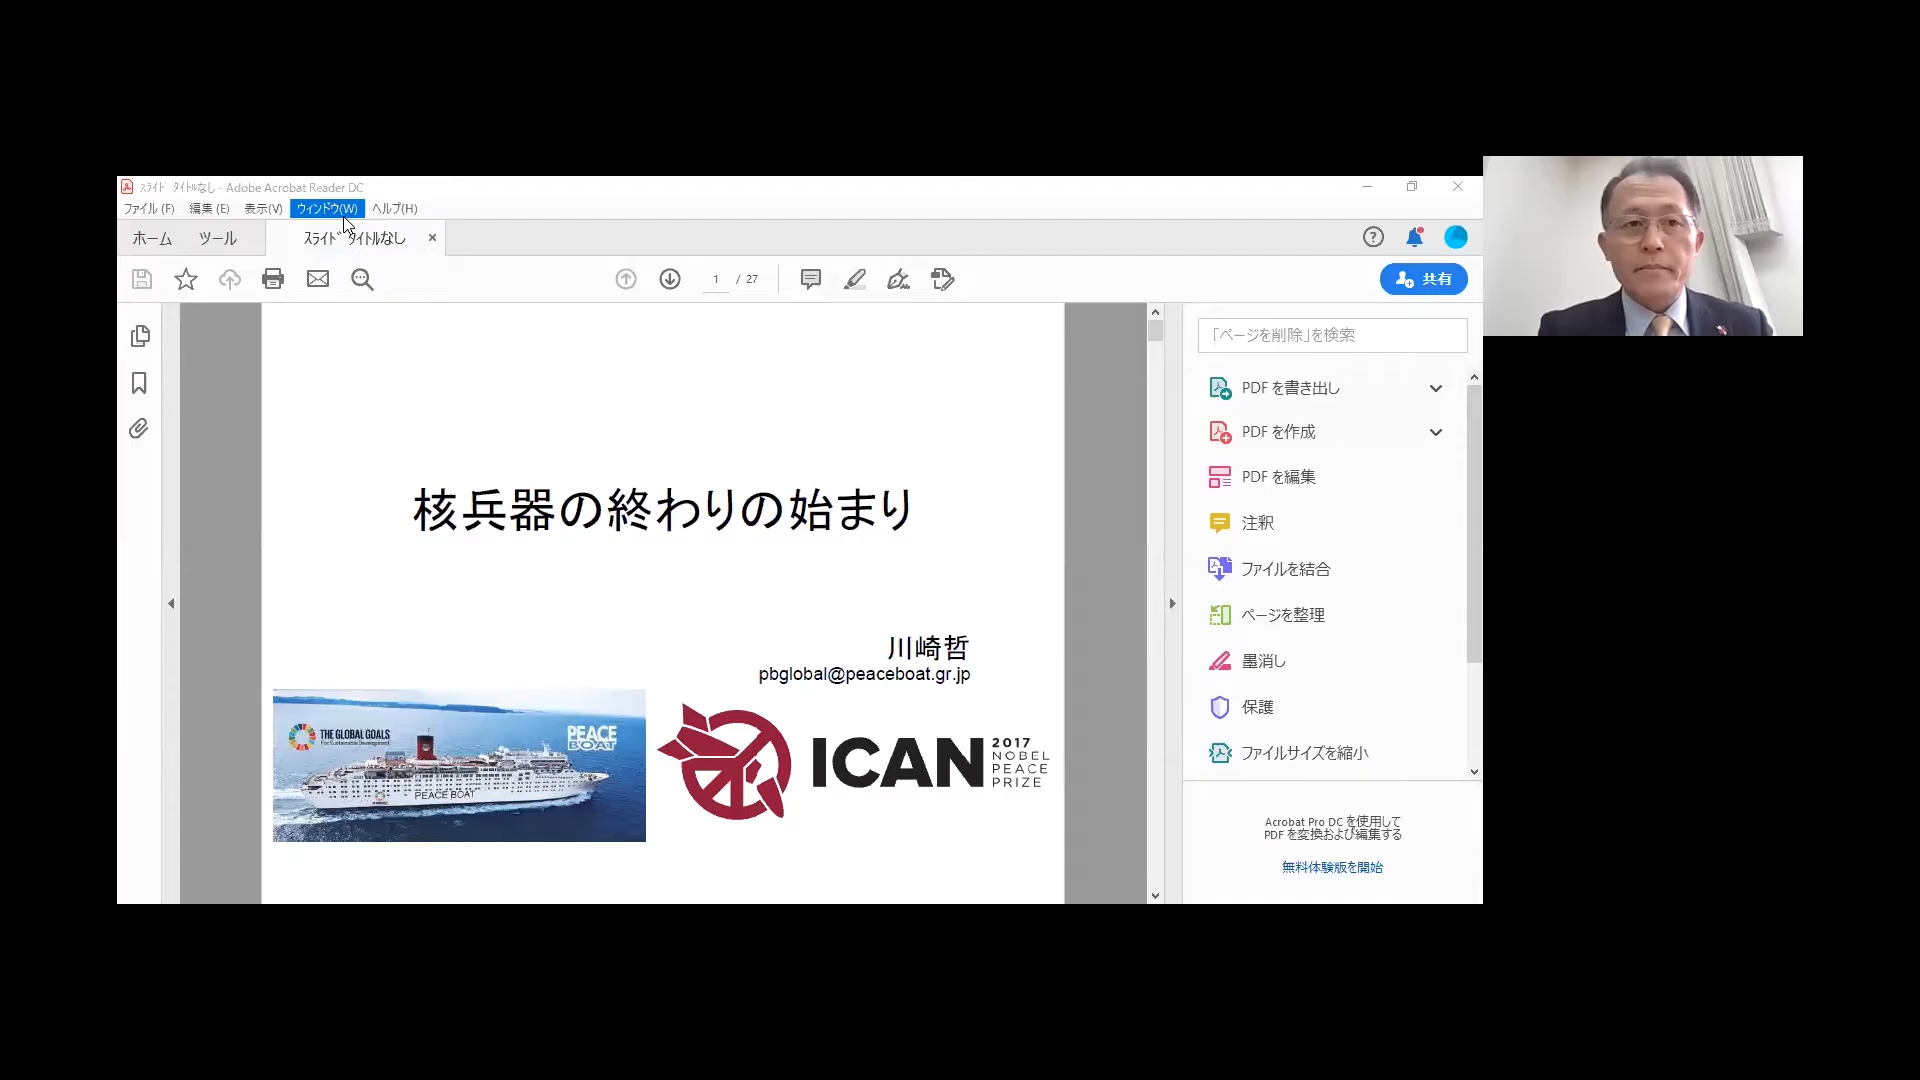 スライド タイトルなし - Adobe Acrobat Reader DC
ファイル(F) 編集(E) 表示(V) ウィンドウ(W) ヘルプ(H)
ホーム ツール スライド タイトルなし ×
1 / 27
共有
「ページを削除」を検索
PDF を書き出し
PDF を作成
PDF を編集
注釈
ファイルを結合
ページを整理
墨消し
保護
ファイルサイズを縮小
Acrobat Pro DC を使用して
PDF を変換および編集する
無料体験版を開始
核兵器の終わりの始まり
川崎哲
pbglobal@peaceboat.gr.jp
THE GLOBAL GOALS
For Sustainable Development
PEACE
BOAT
PEACE BOAT
ICAN
2017
NOBEL
PEACE
PRIZE